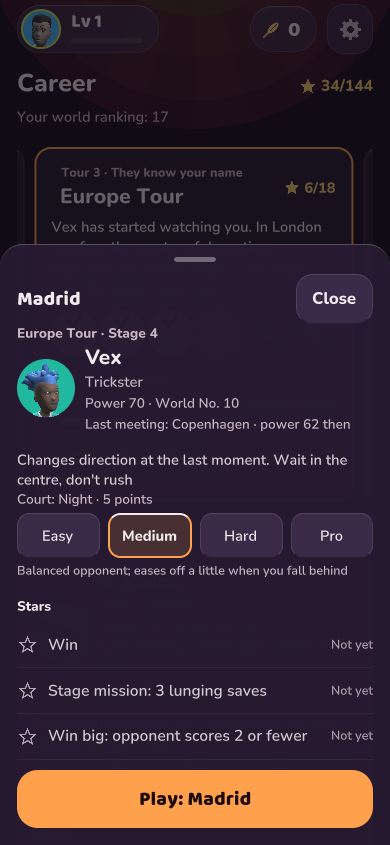 Lv 1
0
Career
34/144
Your world ranking: 17
Tour 3 · They know your name
Europe Tour
6/18
Vex has started watching you. In London
Madrid
Close
Europe Tour · Stage 4
Vex
Trickster
Power 70 · World No. 10
Last meeting: Copenhagen · power 62 then
Changes direction at the last moment. Wait in the
centre, don't rush
Court: Night · 5 points
Easy
Medium
Hard
Pro
Balanced opponent; eases off a little when you fall behind
Stars
Win
Not yet
Stage mission: 3 lunging saves
Not yet
Win big: opponent scores 2 or fewer
Not yet
Play: Madrid